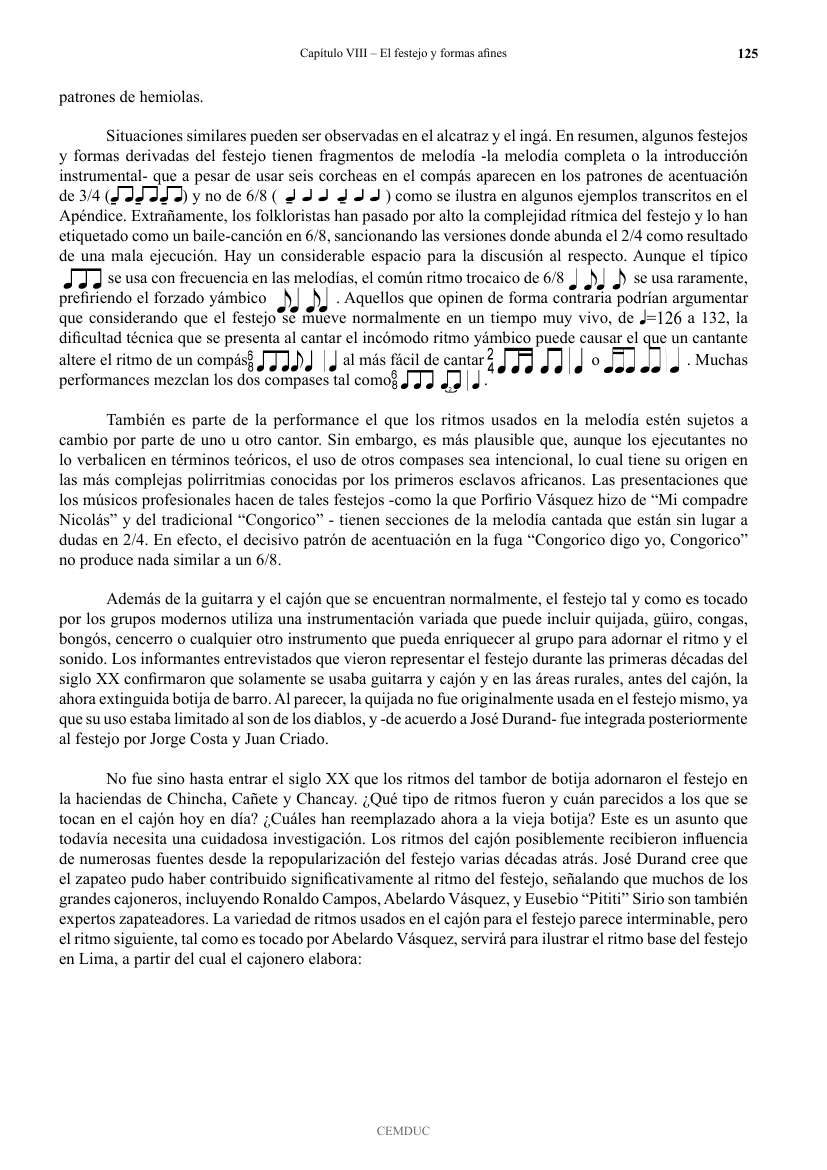 Capítulo VIII – El festejo y formas afines
125
patrones de hemiolas.
Situaciones similares pueden ser observadas en el alcatraz y el ingá. En resumen, algunos festejos
y formas derivadas del festejo tienen fragmentos de melodía -la melodía completa o la introducción
instrumental- que a pesar de usar seis corcheas en el compás aparecen en los patrones de acentuación
de 3/4 ( ) y no de 6/8 ( ) como se ilustra en algunos ejemplos transcritos en el
Apéndice. Extrañamente, los folkloristas han pasado por alto la complejidad rítmica del festejo y lo han
etiquetado como un baile-canción en 6/8, sancionando las versiones donde abunda el 2/4 como resultado
de una mala ejecución. Hay un considerable espacio para la discusión al respecto. Aunque el típico
se usa con frecuencia en las melodías, el común ritmo trocaico de 6/8 se usa raramente,
prefiriendo el forzado yámbico . Aquellos que opinen de forma contraria podrían argumentar
que considerando que el festejo se mueve normalmente en un tiempo muy vivo, de ♩=126 a 132, la
dificultad técnica que se presenta al cantar el incómodo ritmo yámbico puede causar el que un cantante
altere el ritmo de un compás 6 8 al más fácil de cantar 2 4 o . Muchas
performances mezclan los dos compases tal como 6 8 2 .
También es parte de la performance el que los ritmos usados en la melodía estén sujetos a
cambio por parte de uno u otro cantor. Sin embargo, es más plausible que, aunque los ejecutantes no
lo verbalicen en términos teóricos, el uso de otros compases sea intencional, lo cual tiene su origen en
las más complejas polirritmias conocidas por los primeros esclavos africanos. Las presentaciones que
los músicos profesionales hacen de tales festejos -como la que Porfirio Vásquez hizo de “Mi compadre
Nicolás” y del tradicional “Congorico” - tienen secciones de la melodía cantada que están sin lugar a
dudas en 2/4. En efecto, el decisivo patrón de acentuación en la fuga “Congorico digo yo, Congorico”
no produce nada similar a un 6/8.
Además de la guitarra y el cajón que se encuentran normalmente, el festejo tal y como es tocado
por los grupos modernos utiliza una instrumentación variada que puede incluir quijada, güiro, congas,
bongós, cencerro o cualquier otro instrumento que pueda enriquecer al grupo para adornar el ritmo y el
sonido. Los informantes entrevistados que vieron representar el festejo durante las primeras décadas del
siglo XX confirmaron que solamente se usaba guitarra y cajón y en las áreas rurales, antes del cajón, la
ahora extinguida botija de barro. Al parecer, la quijada no fue originalmente usada en el festejo mismo, ya
que su uso estaba limitado al son de los diablos, y -de acuerdo a José Durand- fue integrada posteriormente
al festejo por Jorge Costa y Juan Criado.
No fue sino hasta entrar el siglo XX que los ritmos del tambor de botija adornaron el festejo en
la haciendas de Chincha, Cañete y Chancay. ¿Qué tipo de ritmos fueron y cuán parecidos a los que se
tocan en el cajón hoy en día? ¿Cuáles han reemplazado ahora a la vieja botija? Este es un asunto que
todavía necesita una cuidadosa investigación. Los ritmos del cajón posiblemente recibieron influencia
de numerosas fuentes desde la repopularización del festejo varias décadas atrás. José Durand cree que
el zapateo pudo haber contribuido significativamente al ritmo del festejo, señalando que muchos de los
grandes cajoneros, incluyendo Ronaldo Campos, Abelardo Vásquez, y Eusebio “Pititi” Sirio son también
expertos zapateadores. La variedad de ritmos usados en el cajón para el festejo parece interminable, pero
el ritmo siguiente, tal como es tocado por Abelardo Vásquez, servirá para ilustrar el ritmo base del festejo
en Lima, a partir del cual el cajonero elabora:
CEMDUC